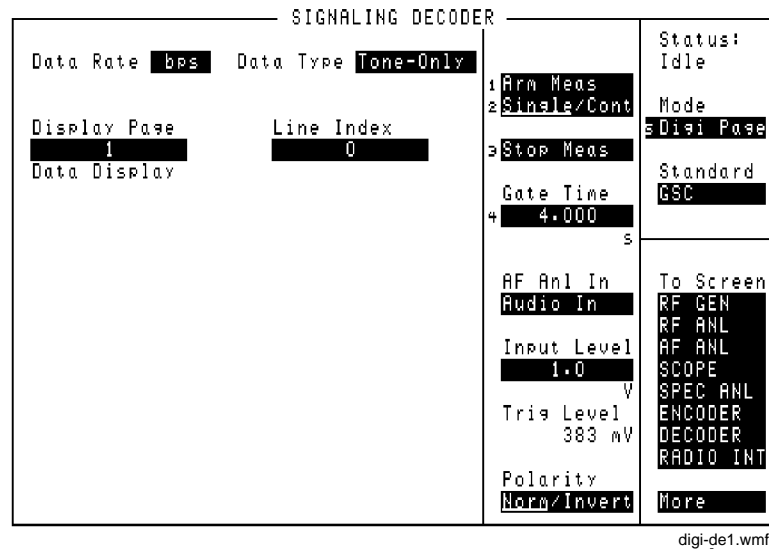 SIGNALING DECODER
Data Rate bps Data Type Tone-Only
Display Page Line Index
1 0
Data Display
1 Arm Meas
2 Single/Cont
3 Stop Meas
Gate Time
4 4.000
s
AF Anl In
Audio In
Input Level
1.0
V
Trig Level
383 mV
Polarity
Norm/Invert
Status:
Idle
Mode
5 Digi Page
Standard
GSC
To Screen
RF GEN
RF ANL
AF ANL
SCOPE
SPEC ANL
ENCODER
DECODER
RADIO INT
More
digi-de1.wmf